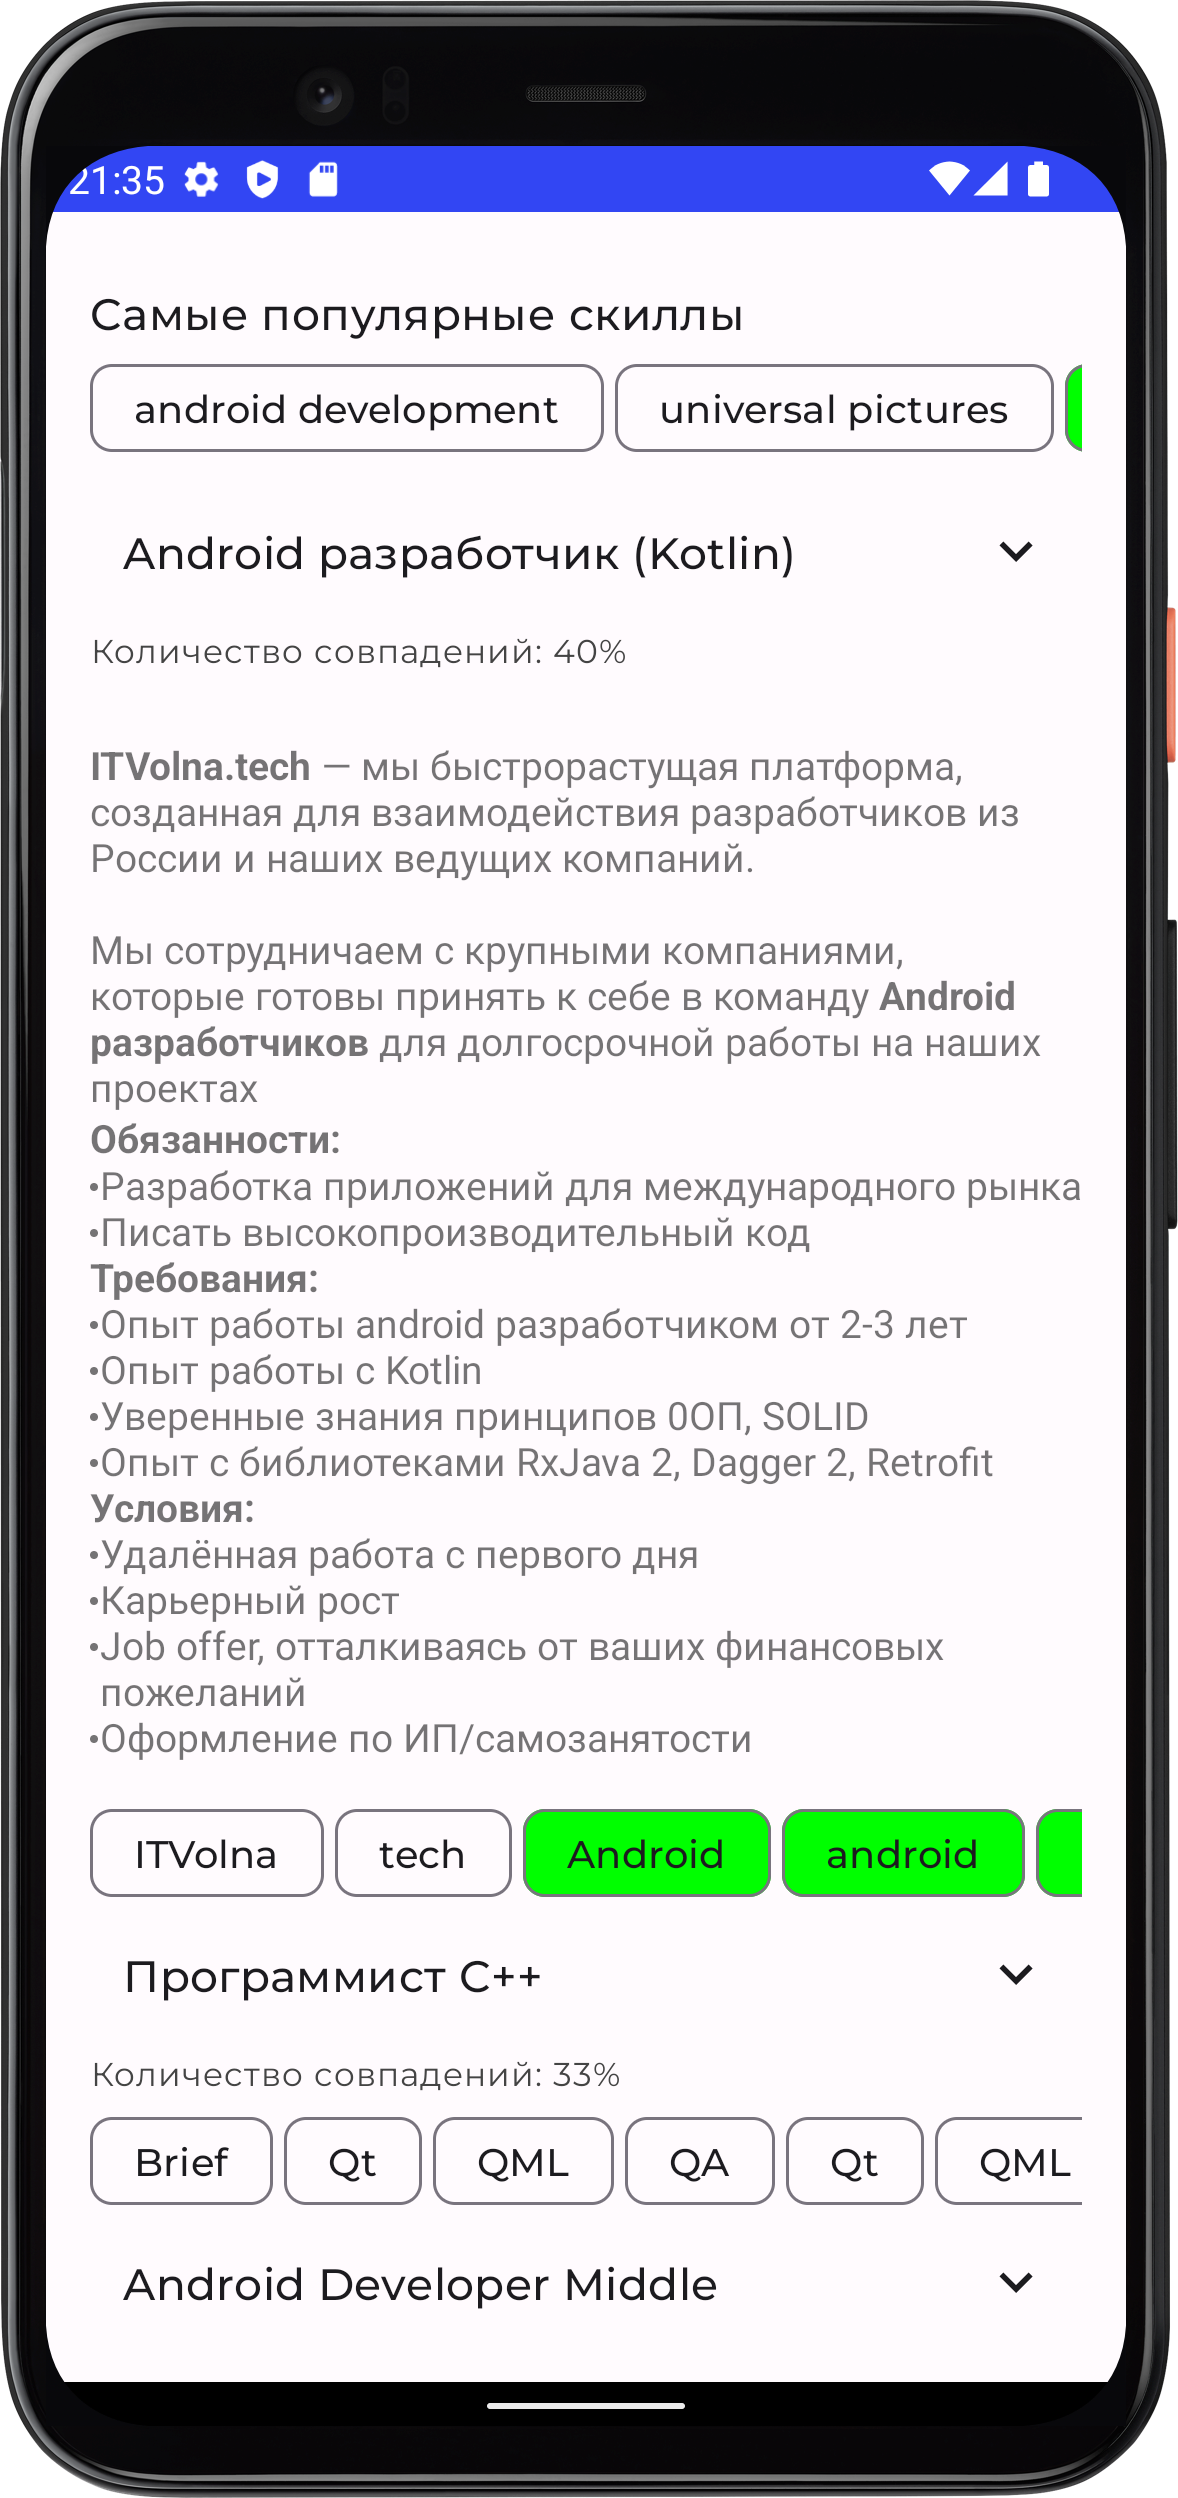 21:35
Самые популярные скиллы
android development universal pictures
Android разработчик (Kotlin)
Количество совпадений: 40%
ITVolna.tech — мы быстрорастущая платформа,
созданная для взаимодействия разработчиков из
России и наших ведущих компаний.
Мы сотрудничаем с крупными компаниями,
которые готовы принять к себе в команду Android
разработчиков для долгосрочной работы на наших
проектах
Обязанности:
•Разработка приложений для международного рынка
•Писать высокопроизводительный код
Требования:
•Опыт работы android разработчиком от 2-3 лет
•Опыт работы с Kotlin
•Уверенные знания принципов 0ОП, SOLID
•Опыт с библиотеками RxJava 2, Dagger 2, Retrofit
Условия:
•Удалённая работа с первого дня
•Карьерный рост
•Job offer, отталкиваясь от ваших финансовых
пожеланий
•Оформление по ИП/самозанятости
ITVolna tech Android android
Программист C++
Количество совпадений: 33%
Brief Qt QML QA Qt QML
Android Developer Middle